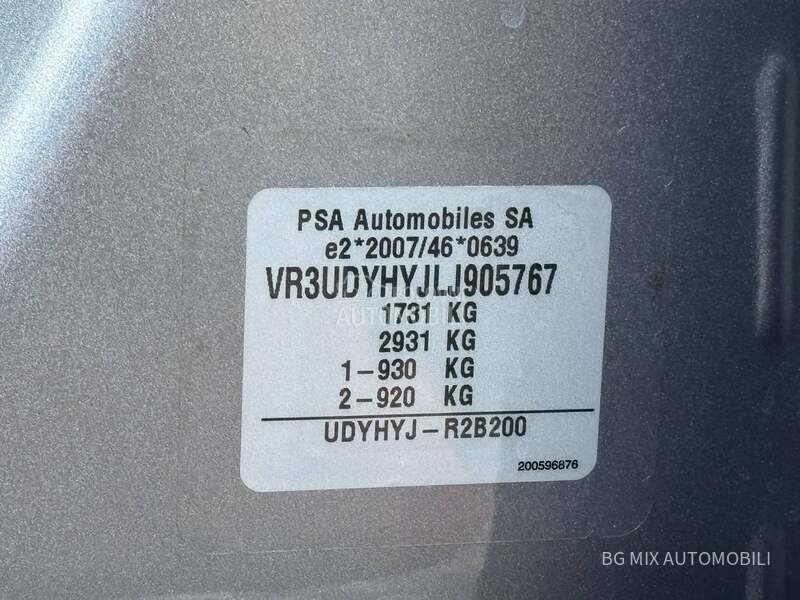 PSA Automobiles SA
e2*2007/46*0639
VR3UDYHYJLJ905767
1731 KG
2931 KG
1-930 KG
2-920 KG
UDYHYJ-R2B200
200596876
BG MIX AUTOMOBILI